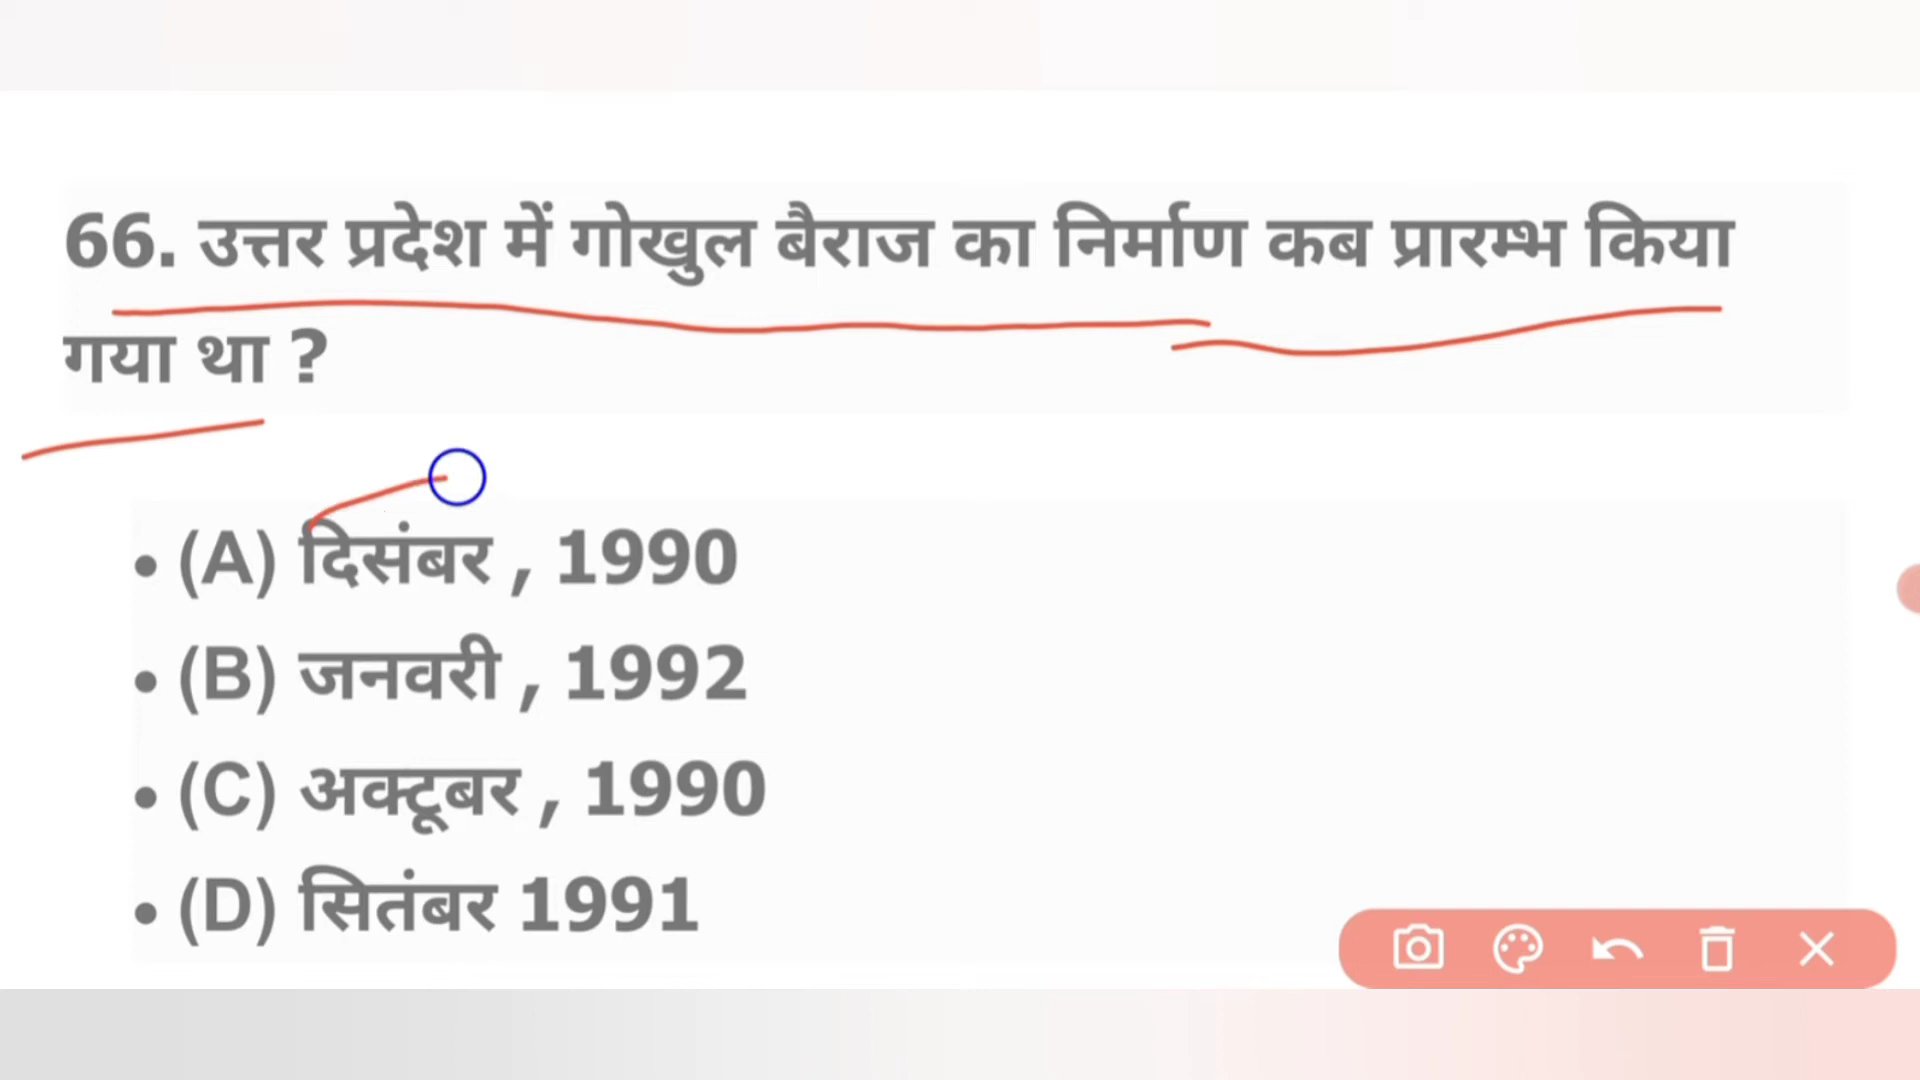 66. उत्तर प्रदेश में गोखुल बैराज का निर्माण कब प्रारम्भ किया
गया था ?
• (A) दिसंबर , 1990
• (B) जनवरी , 1992
• (C) अक्टूबर , 1990
• (D) सितंबर 1991